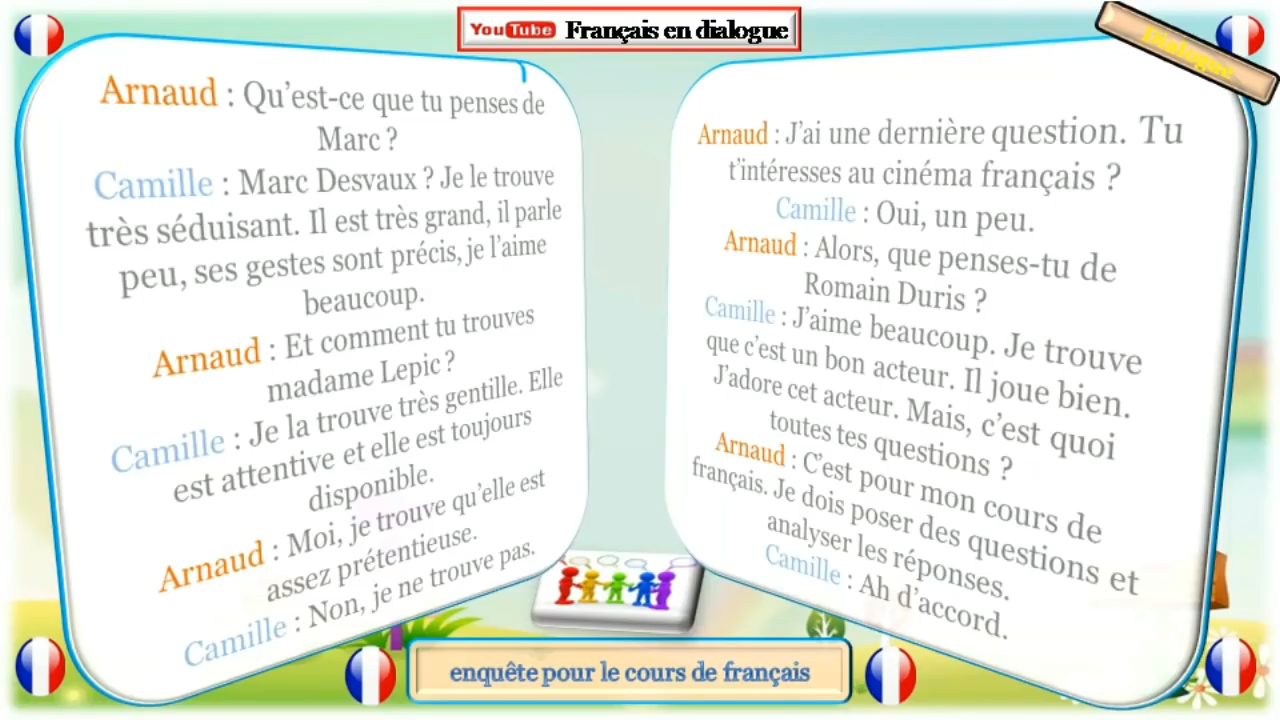 YouTube Français en dialogue
Dialogue
Arnaud : Qu'est-ce que tu penses de
Marc ?
Camille : Marc Desvaux ? Je le trouve
très séduisant. Il est très grand, il parle
peu, ses gestes sont précis, je l'aime
beaucoup.
Arnaud : Et comment tu trouves
madame Lepic ?
Camille : Je la trouve très gentille. Elle
est attentive et elle est toujours
disponible.
Arnaud : Moi, je trouve qu'elle est
assez prétentieuse.
Camille : Non, je ne trouve pas.
Arnaud : J'ai une dernière question. Tu
t'intéresses au cinéma français ?
Camille : Oui, un peu.
Arnaud : Alors, que penses-tu de
Romain Duris ?
Camille : J'aime beaucoup. Je trouve
que c'est un bon acteur. Il joue bien.
J'adore cet acteur. Mais, c'est quoi
toutes tes questions ?
Arnaud : C'est pour mon cours de
français. Je dois poser des questions et
analyser les réponses.
Camille : Ah d'accord.
enquête pour le cours de français